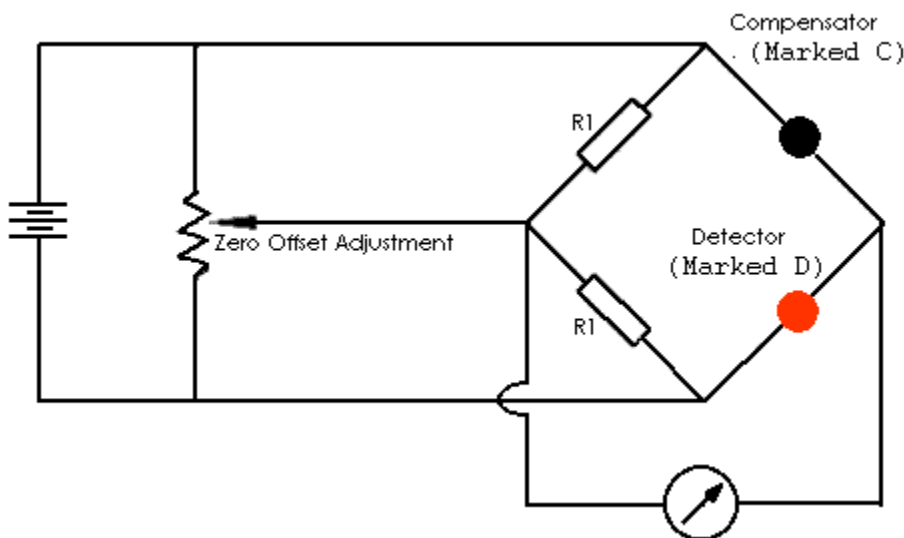 Compensator
. (Marked C)
R1
Zero Offset Adjustment
Detector
(Marked D)
R1